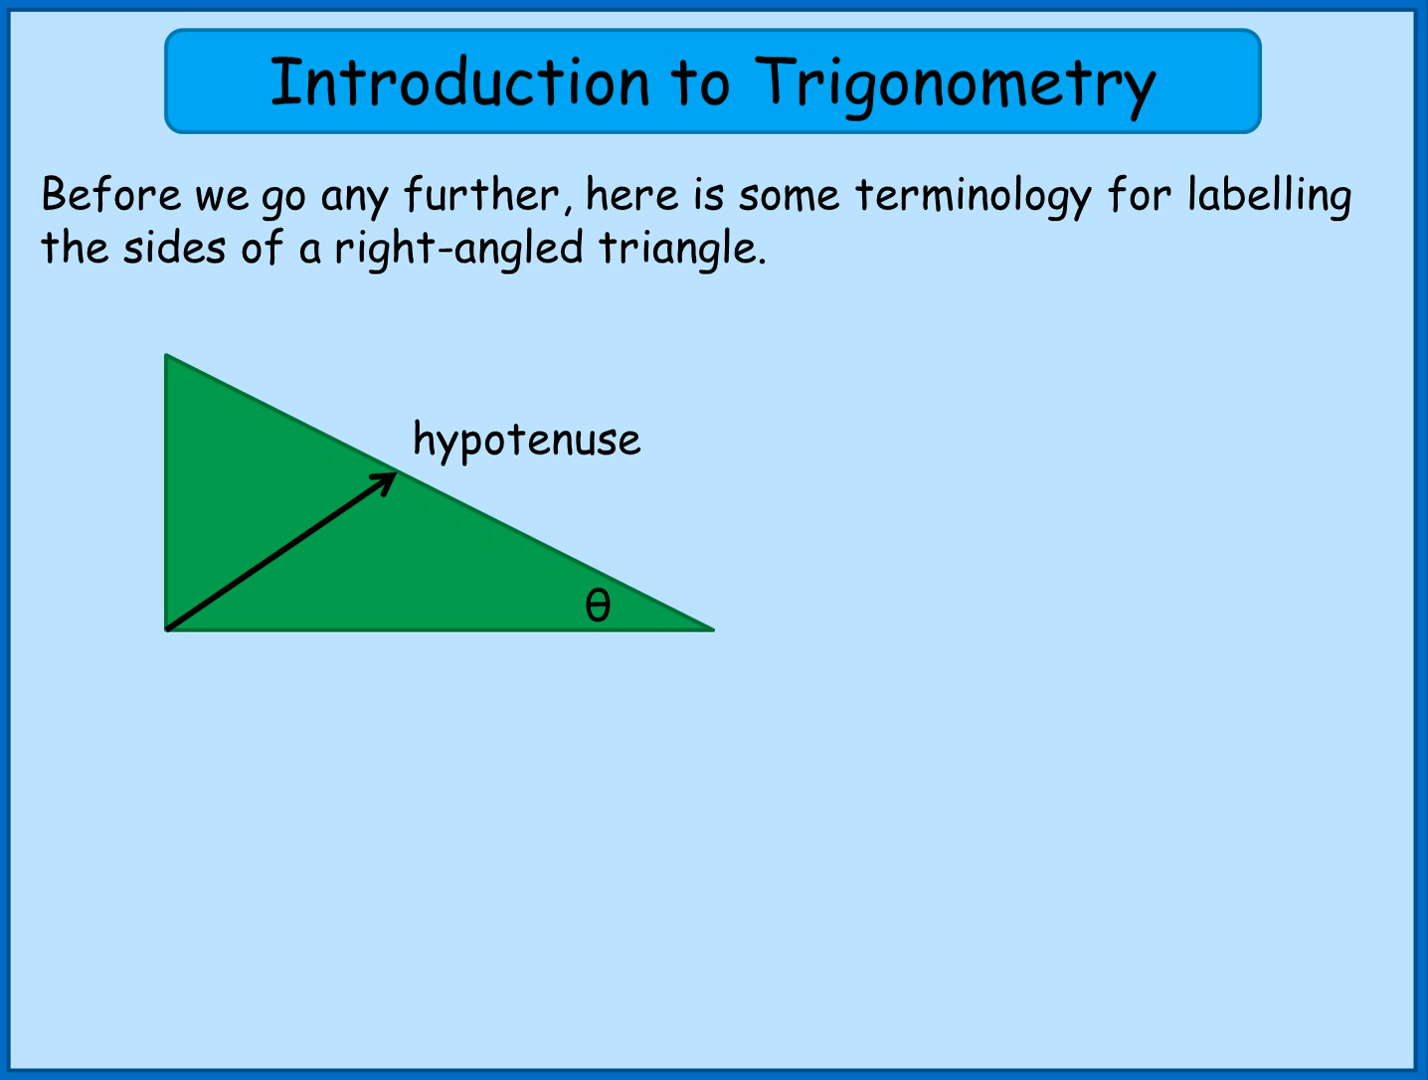 Introduction to Trigonometry
Before we go any further, here is some terminology for labelling
the sides of a right-angled triangle.
hypotenuse
θ